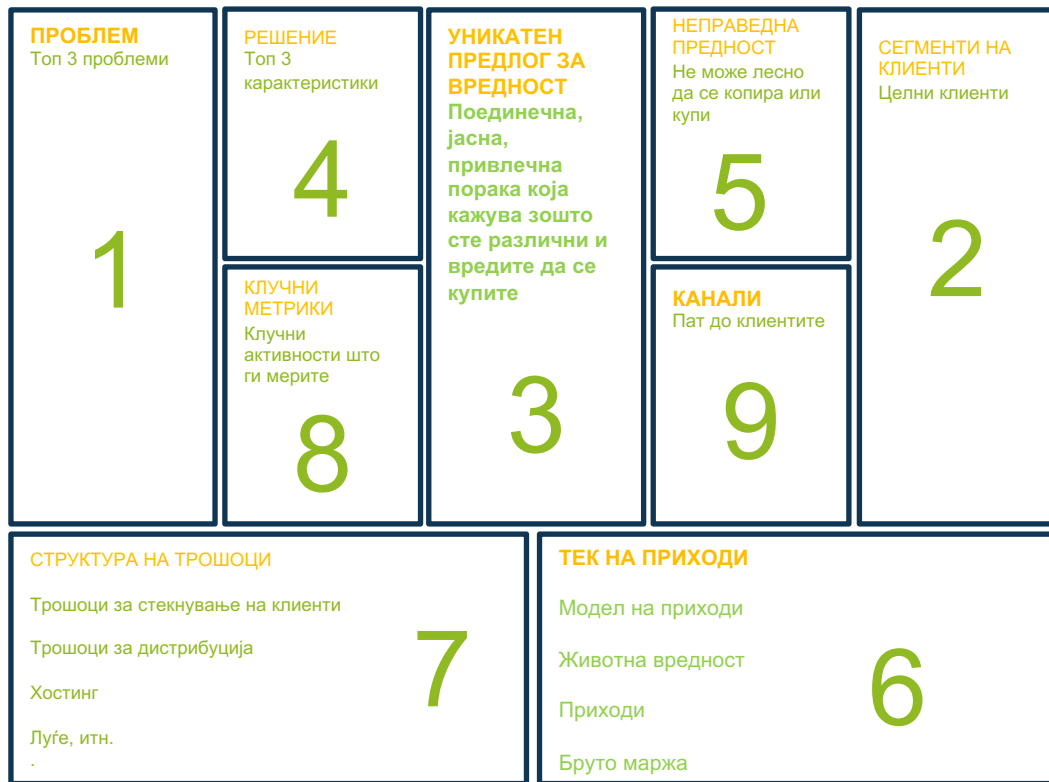 ПРОБЛЕМ
Топ 3 проблеми
1
РЕШЕНИЕ
Топ 3
карактеристики
4
КЛУЧНИ
МЕТРИКИ
Клучни
активности што
ги мерите
8
УНИКАТЕН
ПРЕДЛОГ ЗА
ВРЕДНОСТ
Поединечна,
јасна,
привлечна
порака која
кажува зошто
сте различни и
вредите да се
купите
3
НЕПРАВЕДНА
ПРЕДНОСТ
Не може лесно
да се копира или
купи
5
КАНАЛИ
Пат до клиентите
9
СЕГМЕНТИ НА
КЛИЕНТИ
Целни клиенти
2
СТРУКТУРА НА ТРОШОЦИ
Трошоци за стекнување на клиенти
Трошоци за дистрибуција
Хостинг
Луѓе, итн.
.
7
ТЕК НА ПРИХОДИ
Модел на приходи
Животна вредност
Приходи
Бруто маржа
6